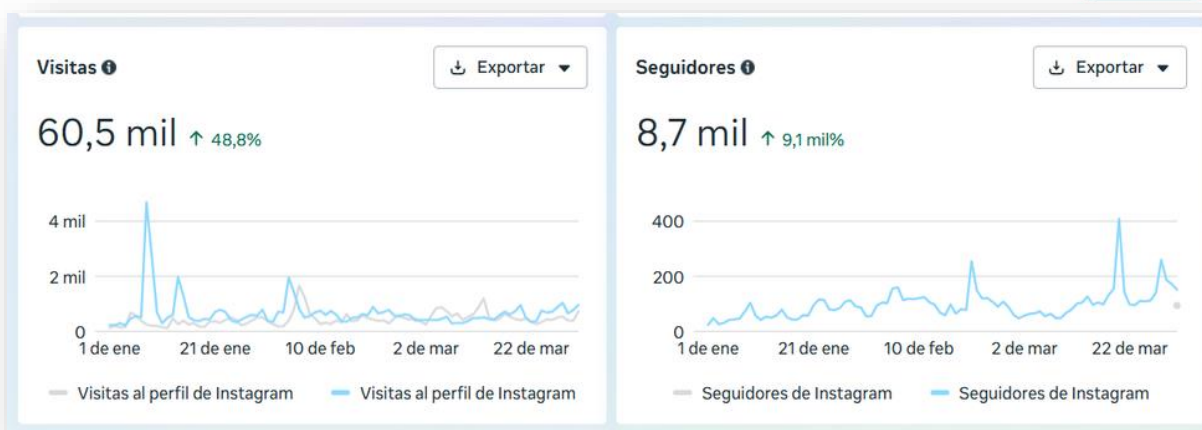 Visitas
Exportar
60,5 mil ↑ 48,8%
4 mil
2 mil
0
1 de ene 21 de ene 10 de feb 2 de mar 22 de mar
Visitas al perfil de Instagram Visitas al perfil de Instagram
Seguidores
Exportar
8,7 mil ↑ 9,1 mil%
400
200
0
1 de ene 21 de ene 10 de feb 2 de mar 22 de mar
Seguidores de Instagram Seguidores de Instagram